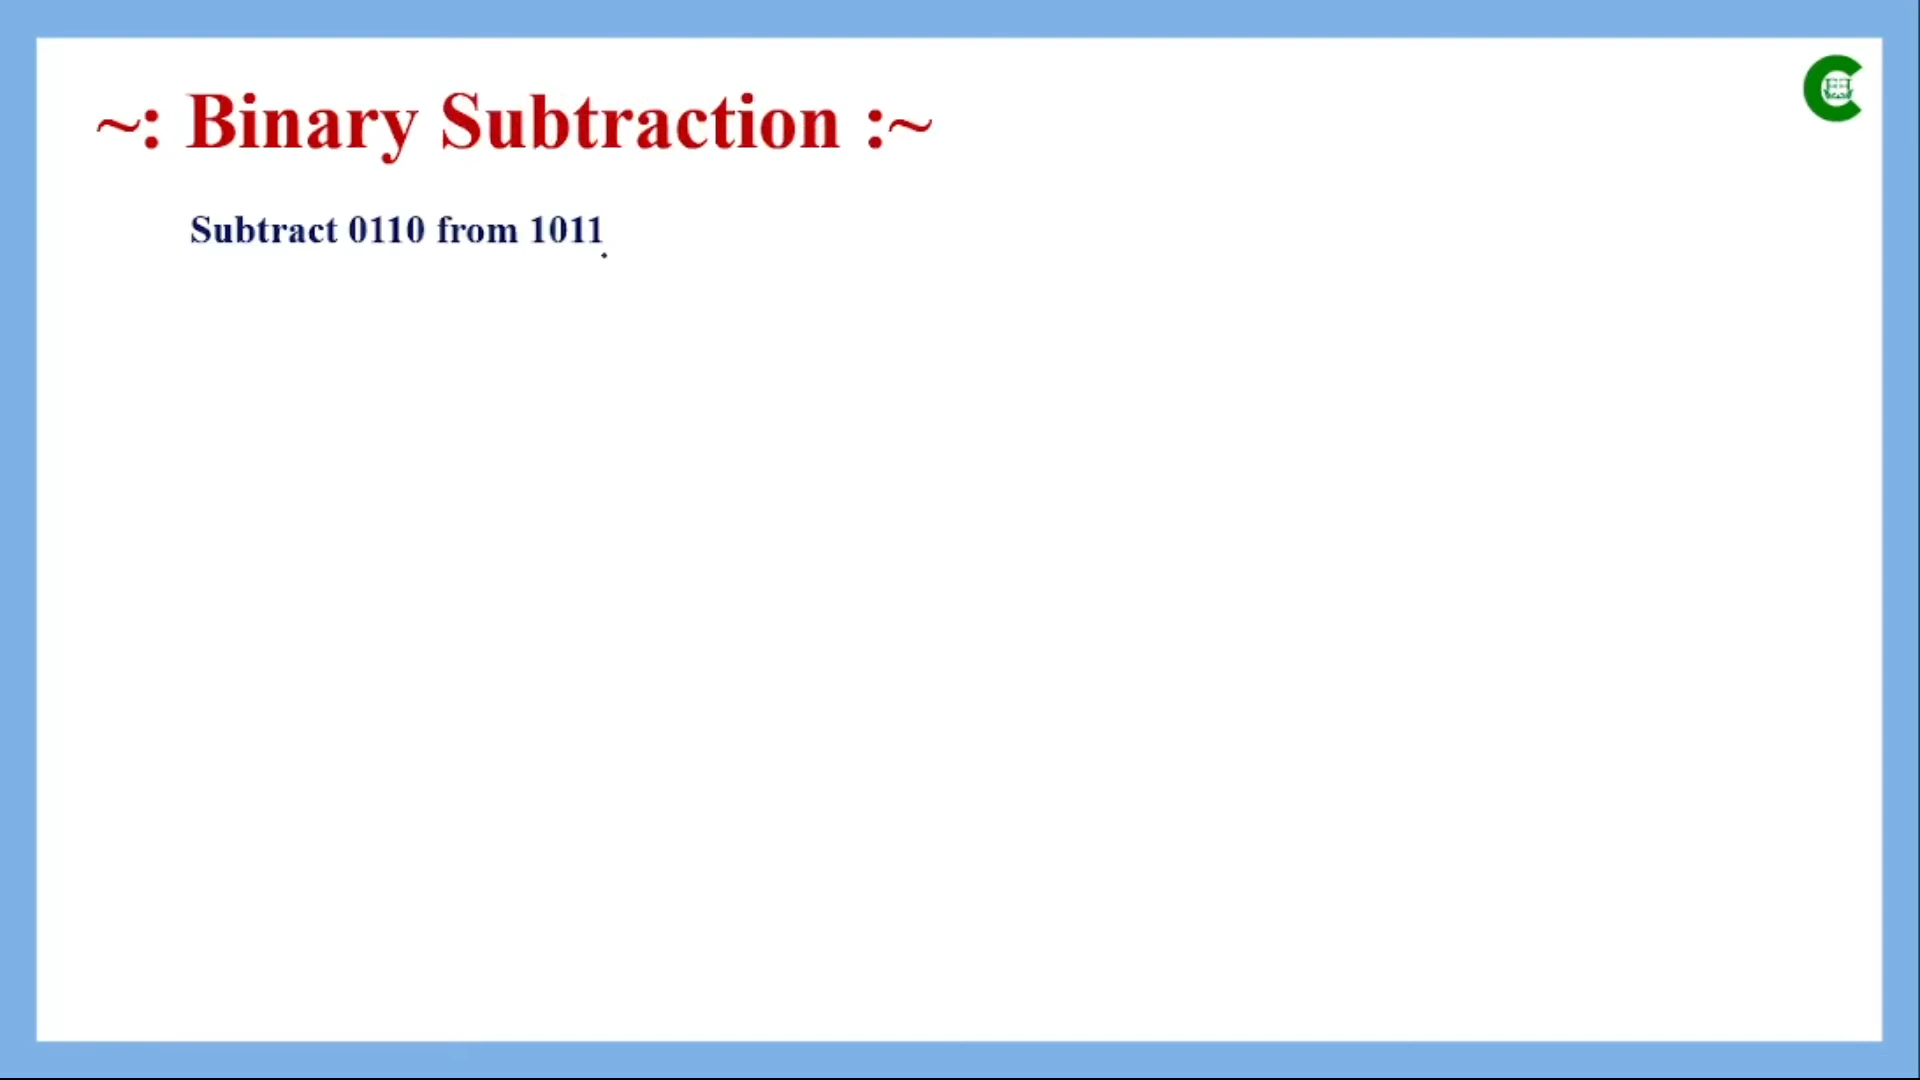 ~: Binary Subtraction :~
Subtract 0110 from 1011